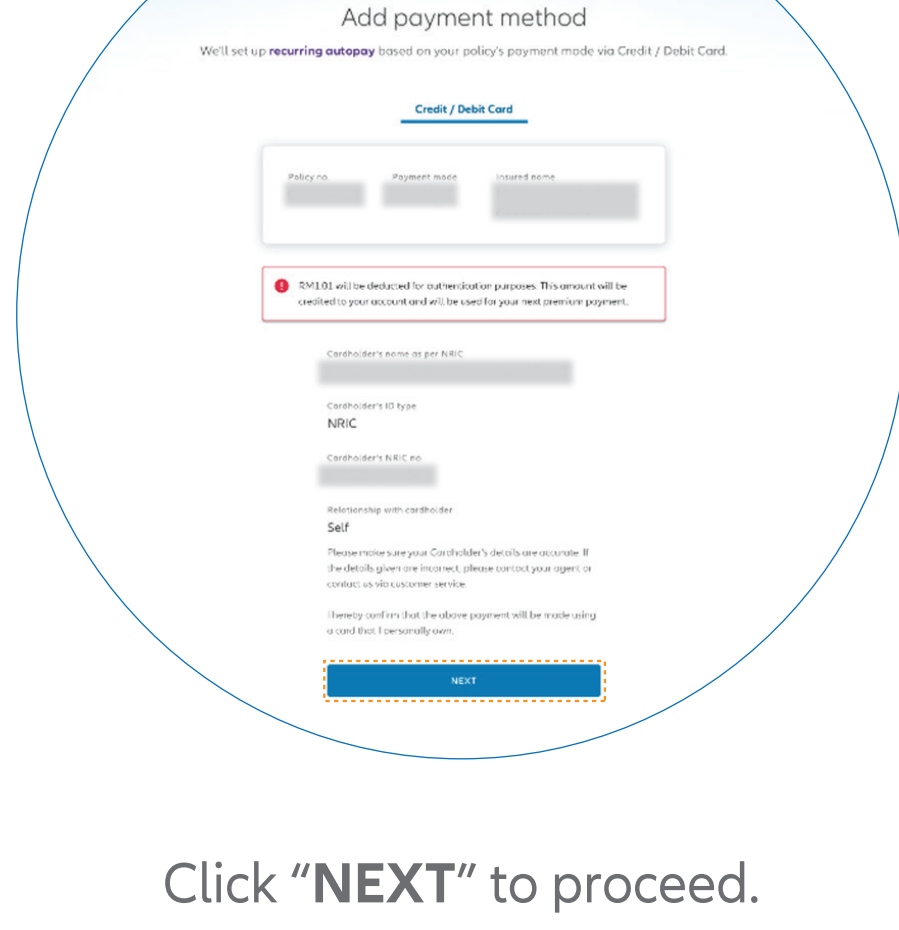 Add payment method
We'll set up recurring autopay based on your policy's payment mode via Credit / Debit Card.
Credit / Debit Card
Policy no. Payment mode Insured name
RM1.01 will be deducted for authentication purposes. This amount will be
credited to your account and will be used for your next premium payment.
Cardholder's name as per NRIC
Cardholder's ID type
NRIC
Cardholder's NRIC no.
Relationship with cardholder
Self
Please make sure your Cardholder's details are accurate. If
the details given are incorrect, please contact your agent or
contact us via customer service.
I hereby confirm that the above payment will be made using
a card that I personally own.
NEXT
Click “NEXT” to proceed.